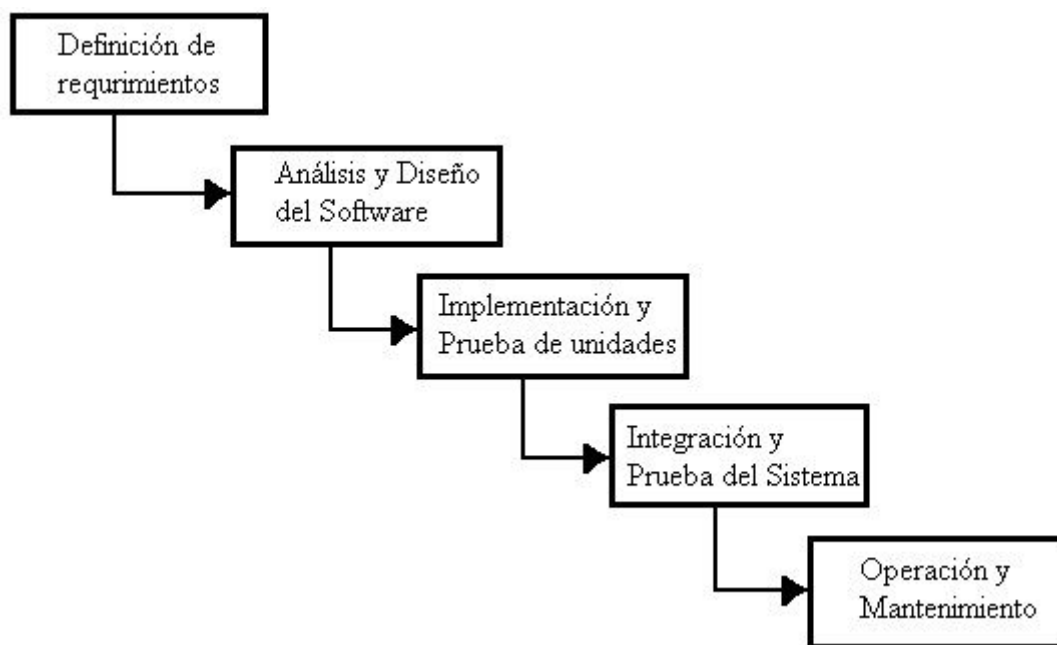 Definición de
requrimientos
Análisis y Diseño
del Software
Implementación y
Prueba de unidades
Integración y
Prueba del Sistema
Operación y
Mantenimiento